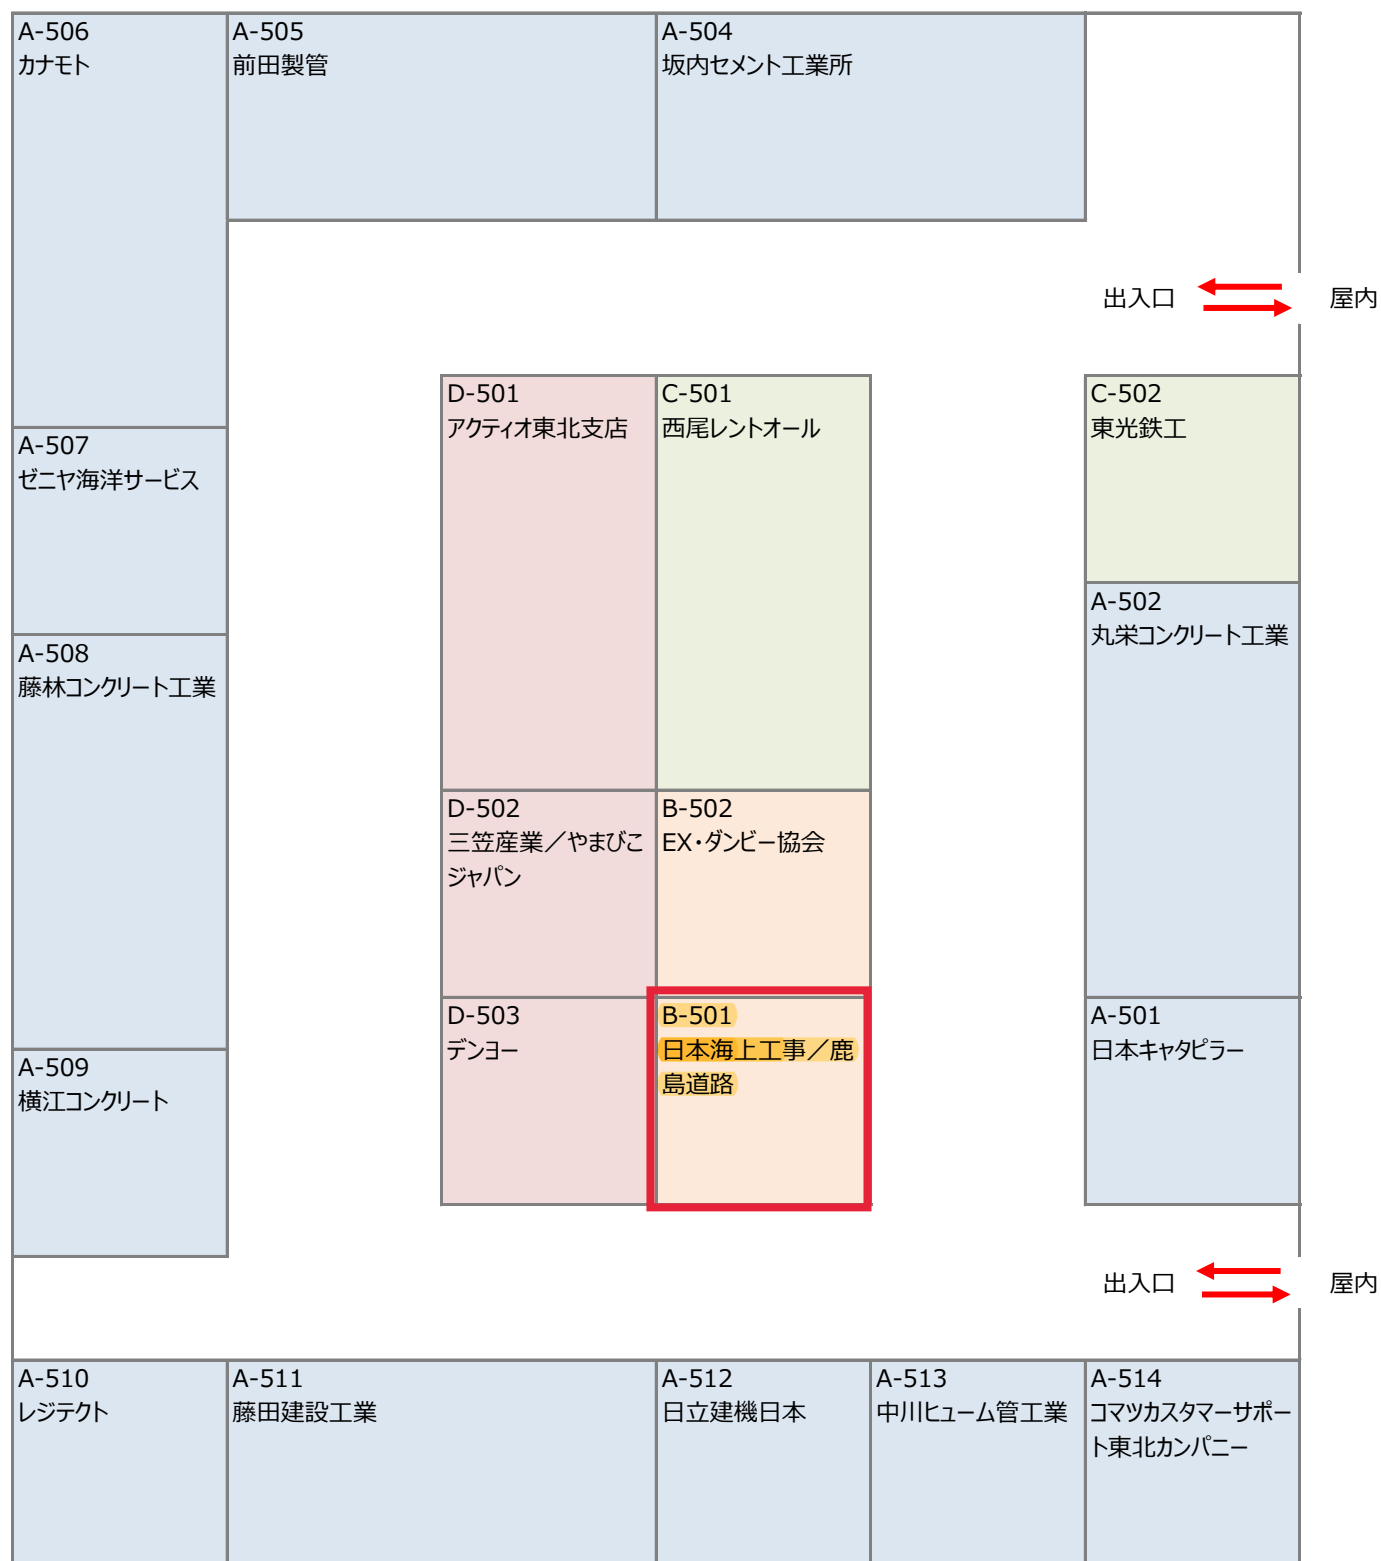 A-506
カナモト
A-505
前田製管
A-504
坂内セメント工業所
出入口
屋内
D-501
アクティオ東北支店
C-501
西尾レントオール
C-502
東光鉄工
A-507
ゼニヤ海洋サービス
A-502
丸栄コンクリート工業
A-508
藤林コンクリート工業
D-502
三笠産業／やまびこ
ジャパン
B-502
EX・ダンビー協会
D-503
デンヨー
B-501
日本海上工事／鹿
島道路
A-501
日本キャタピラー
A-509
横江コンクリート
出入口
屋内
A-510
レジテクト
A-511
藤田建設工業
A-512
日立建機日本
A-513
中川ヒューム管工業
A-514
コマツカスタマーサポー
ト東北カンパニー